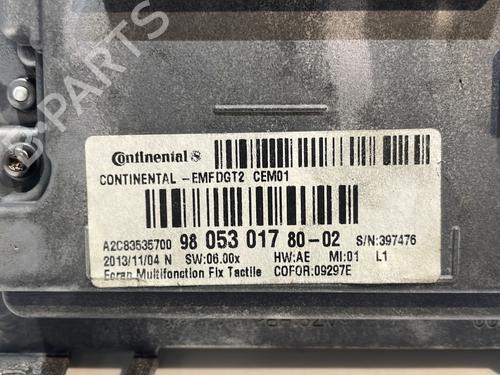 Continental
CONTINENTAL -EMFDGT2 CEM01
A2C83535700 98 053 017 80-02 S/N:397476
2013/11/04 N SW:06.00x HW:AE MI:01 L1
Ecran Multifonction Fix Tactile COFOR:09297E